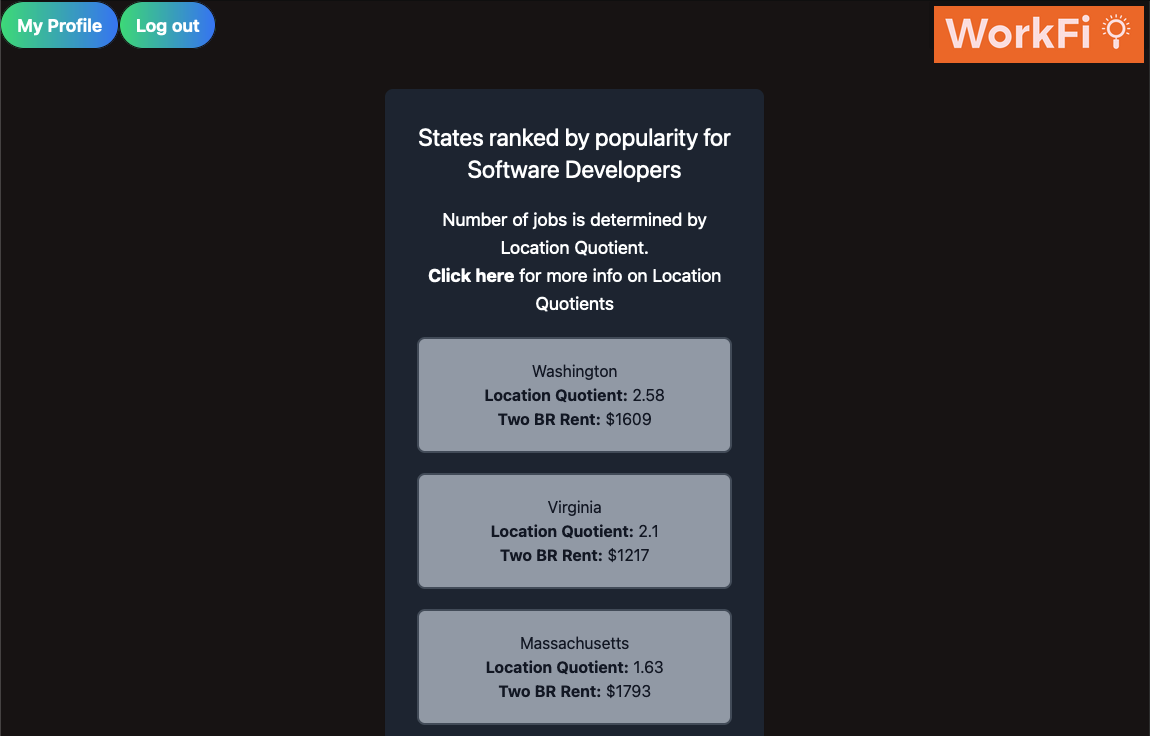 My Profile
Log out
WorkFi
States ranked by popularity for
Software Developers
Number of jobs is determined by
Location Quotient.
Click here for more info on Location
Quotients
Washington
Location Quotient: 2.58
Two BR Rent: $1609
Virginia
Location Quotient: 2.1
Two BR Rent: $1217
Massachusetts
Location Quotient: 1.63
Two BR Rent: $1793